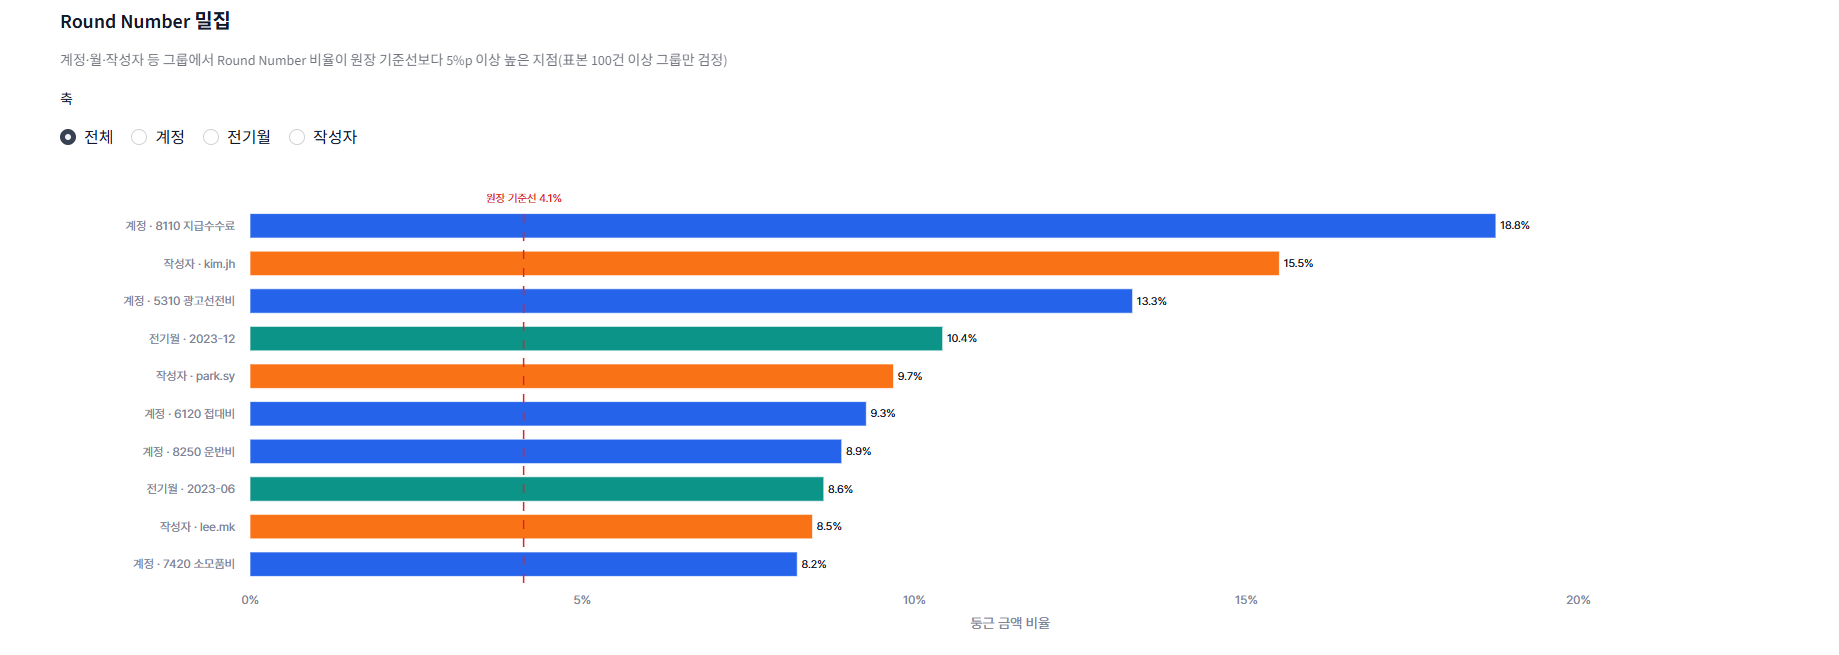 Round Number 밀집
계정·월·작성자 등 그룹에서 Round Number 비율이 원장 기준선보다 5%p 이상 높은 지점(표본 100건 이상 그룹만 검정)
축
전체 계정 전기월 작성자
원장 기준선 4.1%
계정 · 8110 지급수수료 18.8%
작성자 · kim.jh 15.5%
계정 · 5310 광고선전비 13.3%
전기월 · 2023-12 10.4%
작성자 · park.sy 9.7%
계정 · 6120 접대비 9.3%
계정 · 8250 운반비 8.9%
전기월 · 2023-06 8.6%
작성자 · lee.mk 8.5%
계정 · 7420 소모품비 8.2%
0% 5% 10% 15% 20%
둥근 금액 비율